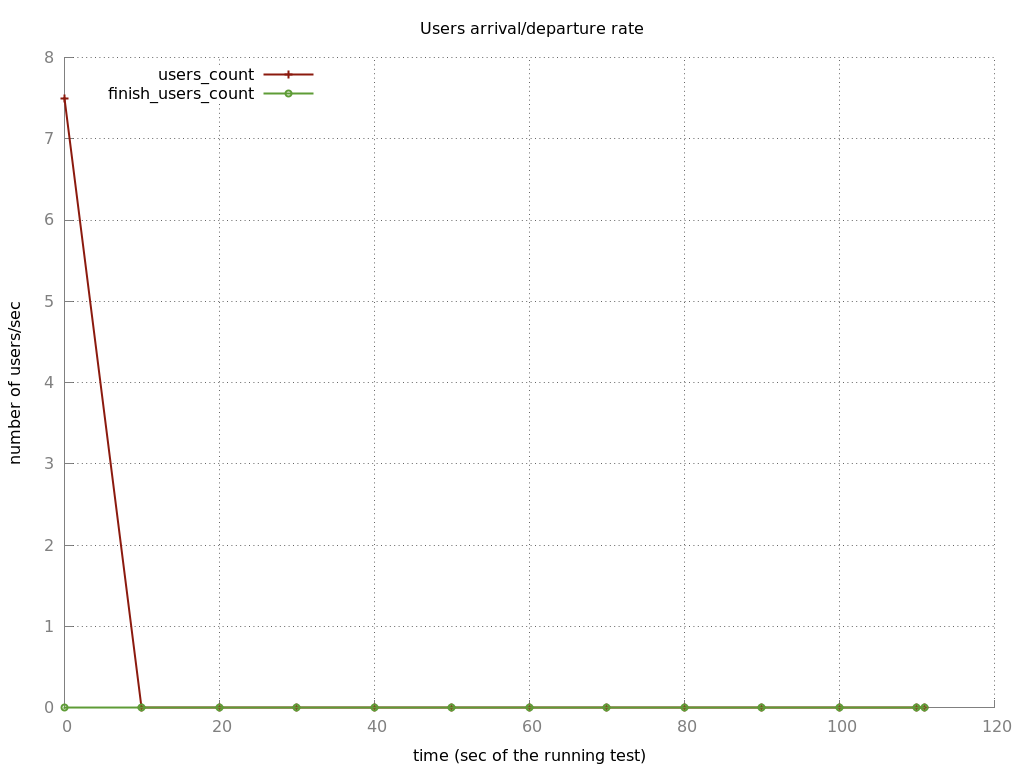 Users arrival/departure rate
8
users_count
finish_users_count
7
6
5
4
3
2
1
0
number of users/sec
0 20 40 60 80 100 120
time (sec of the running test)